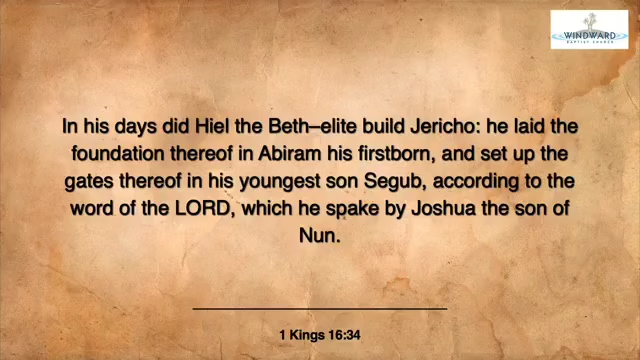 WINDWARD
BAPTIST CHURCH
In his days did Hiel the Beth–elite build Jericho: he laid the
foundation thereof in Abiram his firstborn, and set up the
gates thereof in his youngest son Segub, according to the
word of the LORD, which he spake by Joshua the son of
Nun.
1 Kings 16:34